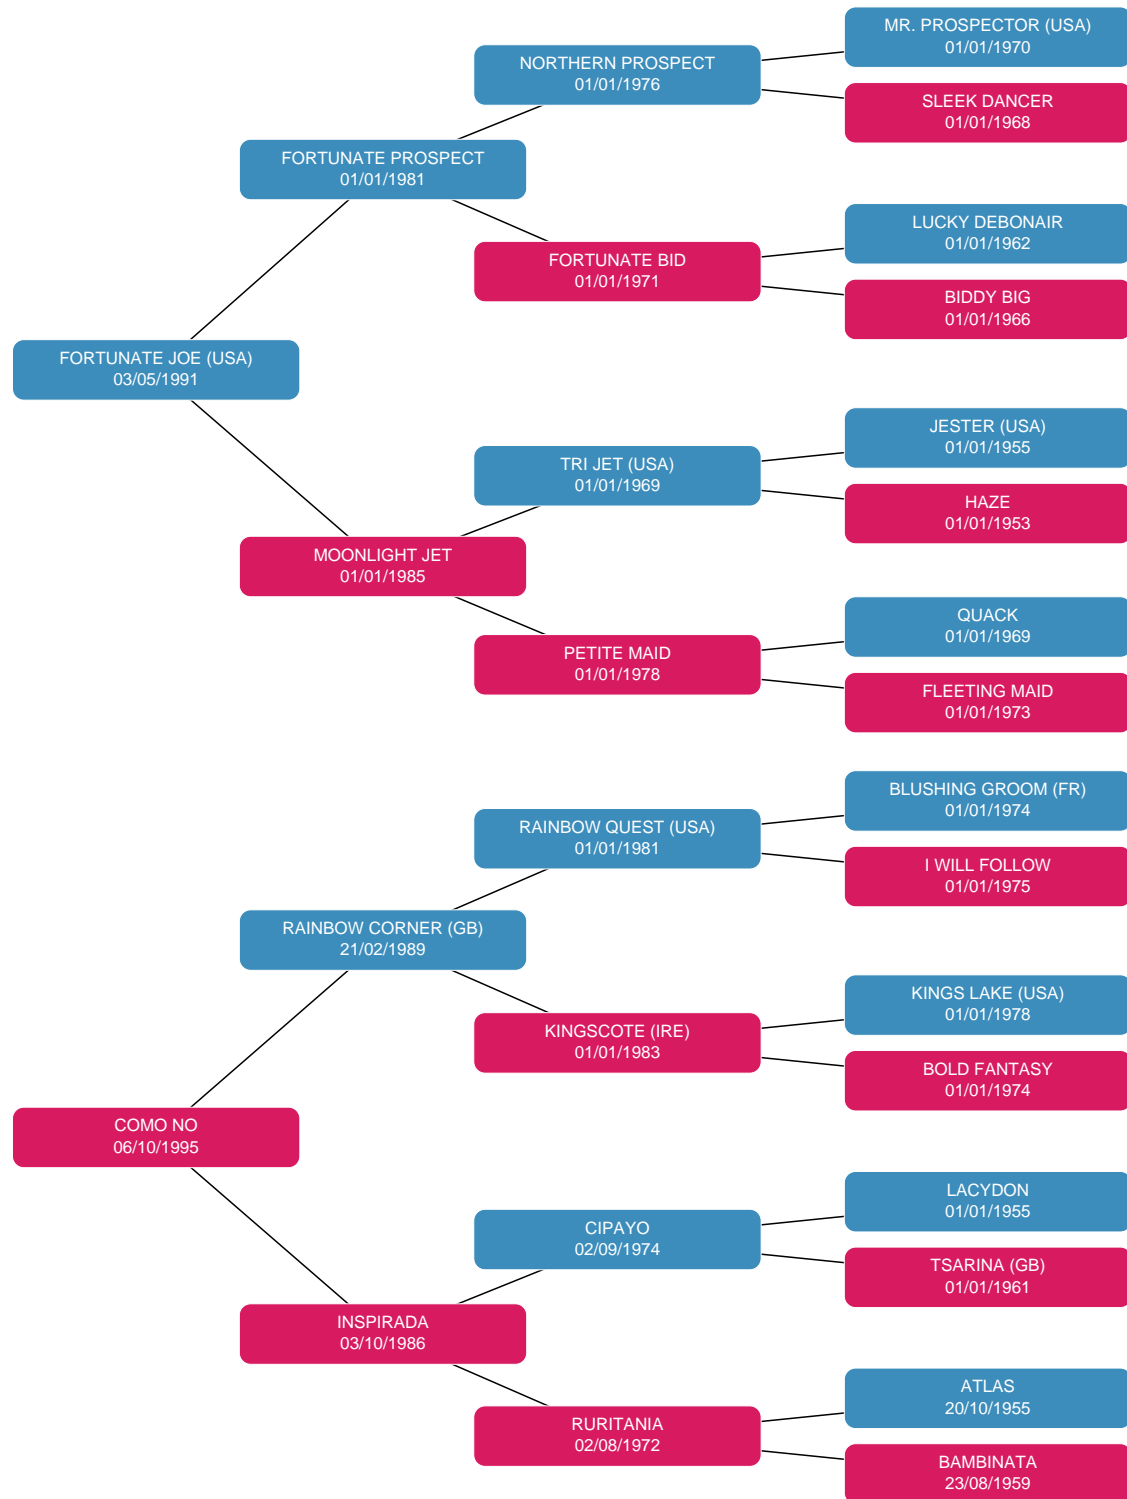 MR. PROSPECTOR (USA)
01/01/1970
NORTHERN PROSPECT
01/01/1976
SLEEK DANCER
01/01/1968
FORTUNATE PROSPECT
01/01/1981
LUCKY DEBONAIR
01/01/1962
FORTUNATE BID
01/01/1971
BIDDY BIG
01/01/1966
FORTUNATE JOE (USA)
03/05/1991
JESTER (USA)
01/01/1955
TRI JET (USA)
01/01/1969
HAZE
01/01/1953
MOONLIGHT JET
01/01/1985
QUACK
01/01/1969
PETITE MAID
01/01/1978
FLEETING MAID
01/01/1973
BLUSHING GROOM (FR)
01/01/1974
RAINBOW QUEST (USA)
01/01/1981
I WILL FOLLOW
01/01/1975
RAINBOW CORNER (GB)
21/02/1989
KINGS LAKE (USA)
01/01/1978
KINGSCOTE (IRE)
01/01/1983
BOLD FANTASY
01/01/1974
COMO NO
06/10/1995
LACYDON
01/01/1955
CIPAYO
02/09/1974
TSARINA (GB)
01/01/1961
INSPIRADA
03/10/1986
ATLAS
20/10/1955
RURITANIA
02/08/1972
BAMBINATA
23/08/1959